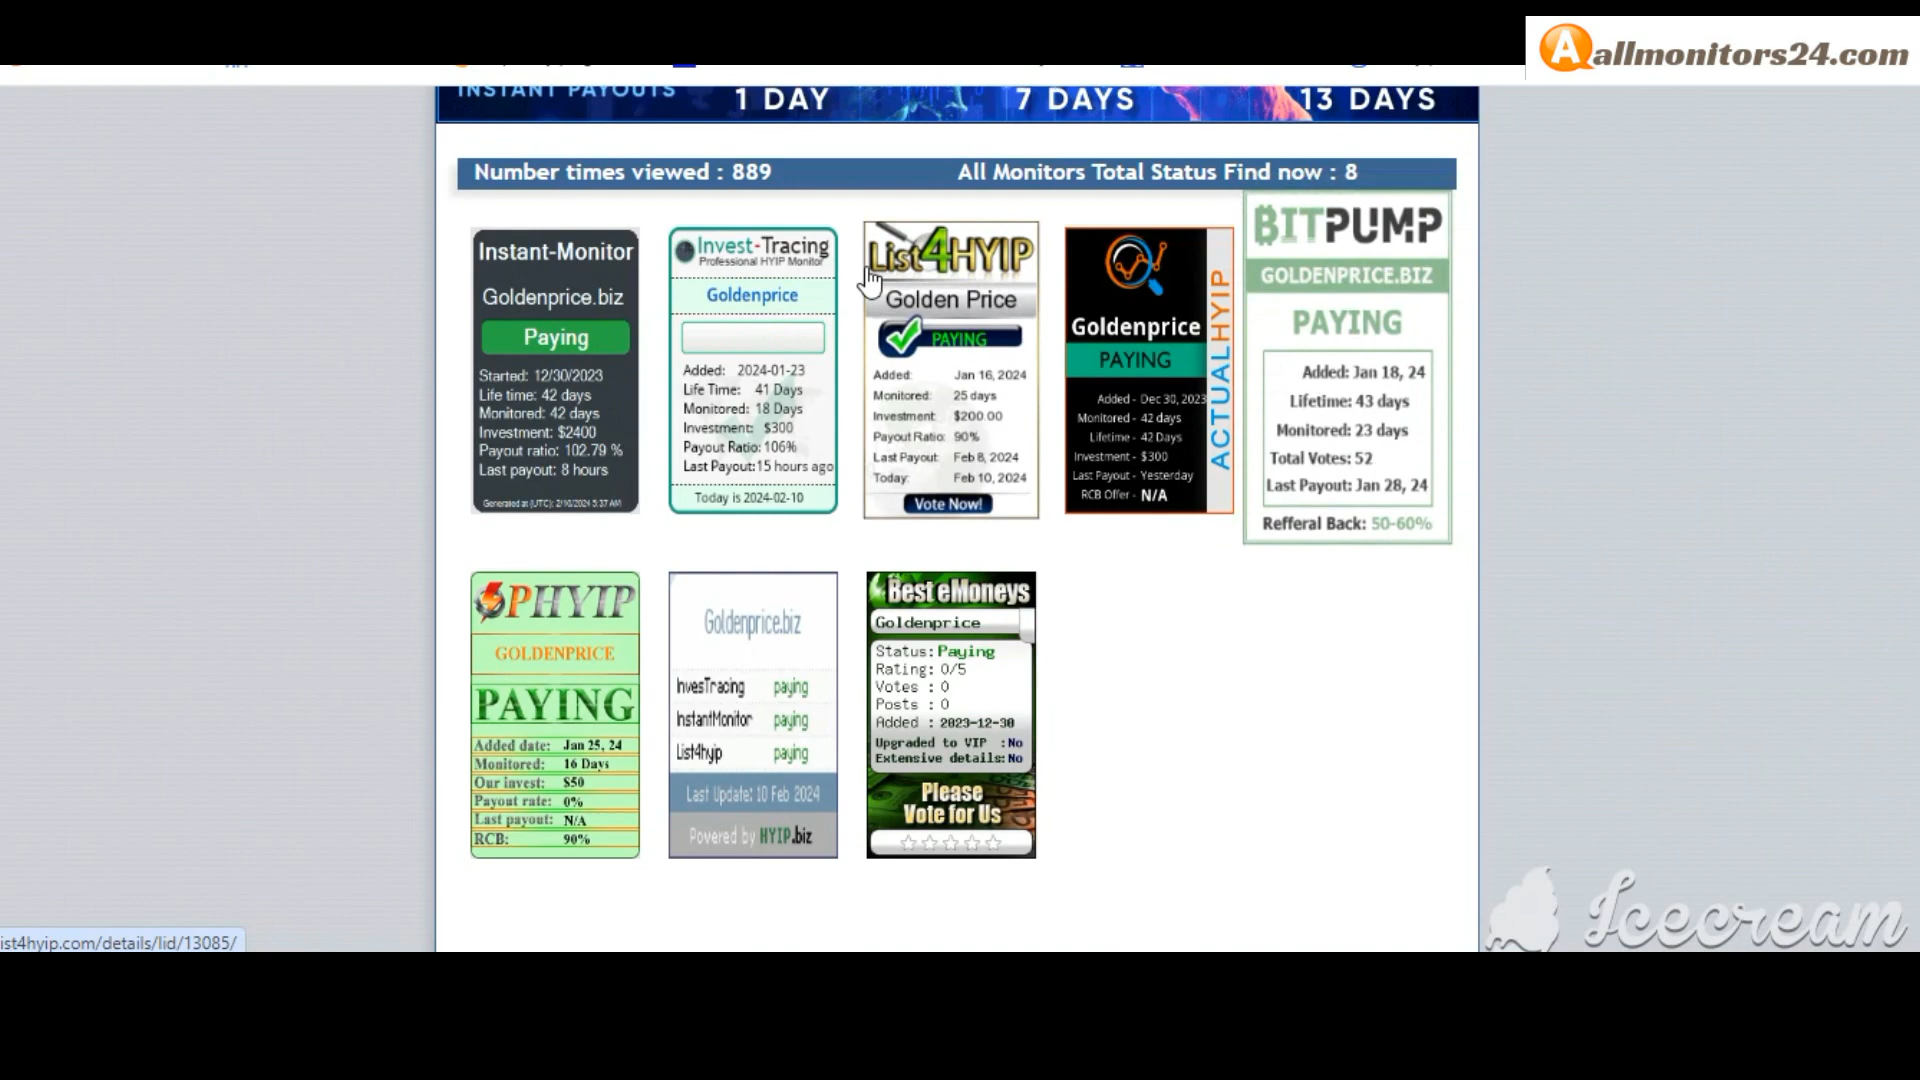 allmonitors24.com
INSTANT PAYOUTS
1 DAY
7 DAYS
13 DAYS
Number times viewed : 889
All Monitors Total Status Find now : 8
Instant-Monitor
Goldenprice.biz
Paying
Started: 12/30/2023
Life time: 42 days
Monitored: 42 days
Investment: $2400
Payout ratio: 102.79 %
Last payout: 8 hours
Generated at (UTC): 2/10/2024 5:37 AM
Invest-Tracing
Professional HYIP Monitor
Goldenprice
Added: 2024-01-23
Life Time: 41 Days
Monitored: 18 Days
Investment: $300
Payout Ratio: 106%
Last Payout: 15 hours ago
Today is 2024-02-10
List4HYIP
Golden Price
PAYING
Added: Jan 16, 2024
Monitored: 25 days
Investment: $200.00
Payout Ratio: 90%
Last Payout: Feb 8, 2024
Today: Feb 10, 2024
Vote Now!
Goldenprice
PAYING
Added - Dec 30, 2023
Monitored - 42 days
Lifetime - 42 Days
Investment - $300
Last Payout - Yesterday
RCB Offer - N/A
ACTUALHYIP
BITPUMP
GOLDENPRICE.BIZ
PAYING
Added: Jan 18, 24
Lifetime: 43 days
Monitored: 23 days
Total Votes: 52
Last Payout: Jan 28, 24
Refferal Back: 50-60%
PHYIP
GOLDENPRICE
PAYING
Added date: Jan 25, 24
Monitored: 16 Days
Our invest: $50
Payout rate: 0%
Last payout: N/A
RCB: 90%
Goldenprice.biz
InvesTracing paying
InstantMonitor paying
List4hyip paying
Last Update: 10 Feb 2024
Powered by HYIP.biz
Best eMoneys
Goldenprice
Status: Paying
Rating: 0/5
Votes : 0
Posts : 0
Added : 2023-12-30
Upgraded to VIP : No
Extensive details: No
Please
Vote for Us
ist4hyip.com/details/lid/13085/
Icecream